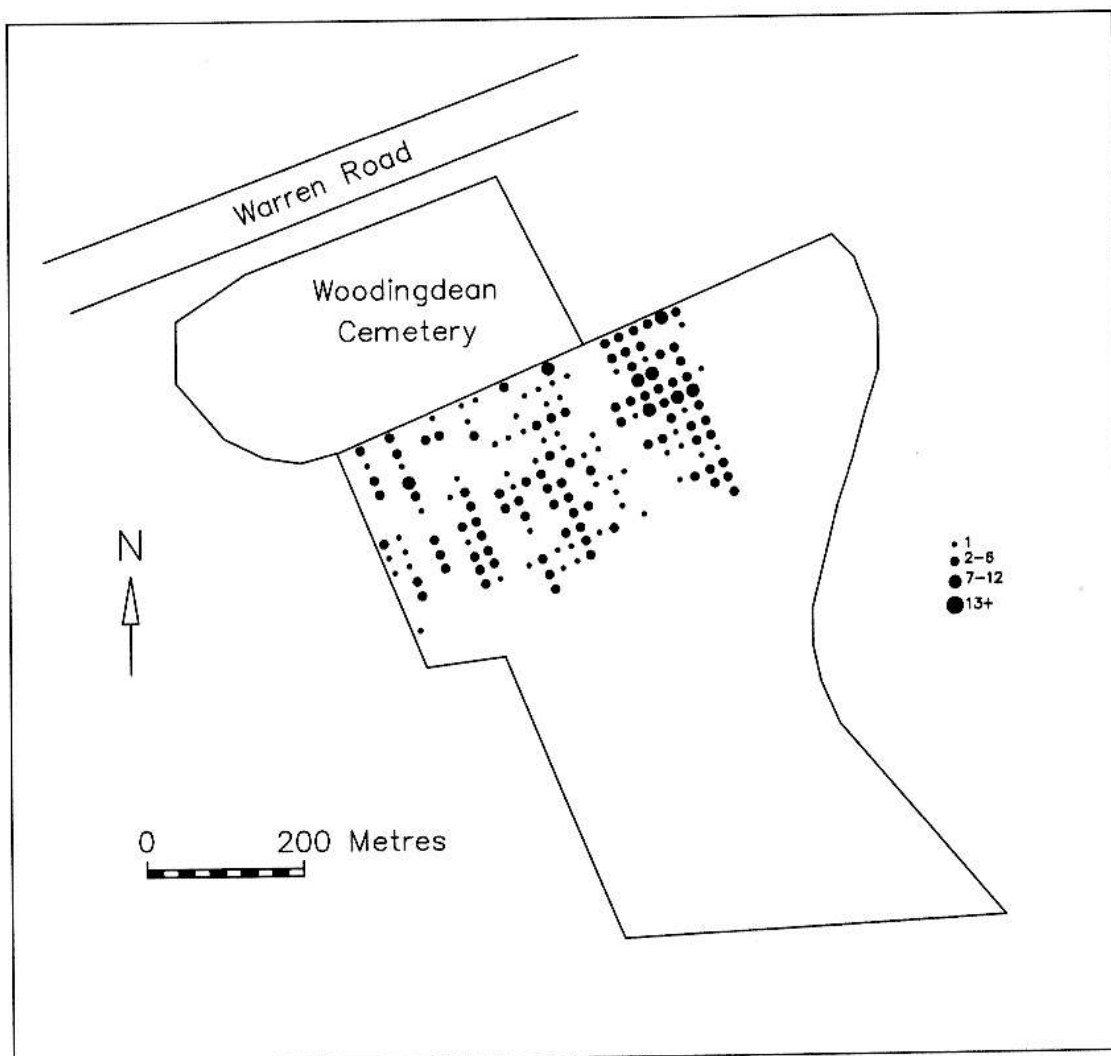 Warren Road
Woodingdean
Cemetery
N
1
2-6
7-12
13+
0 200 Metres